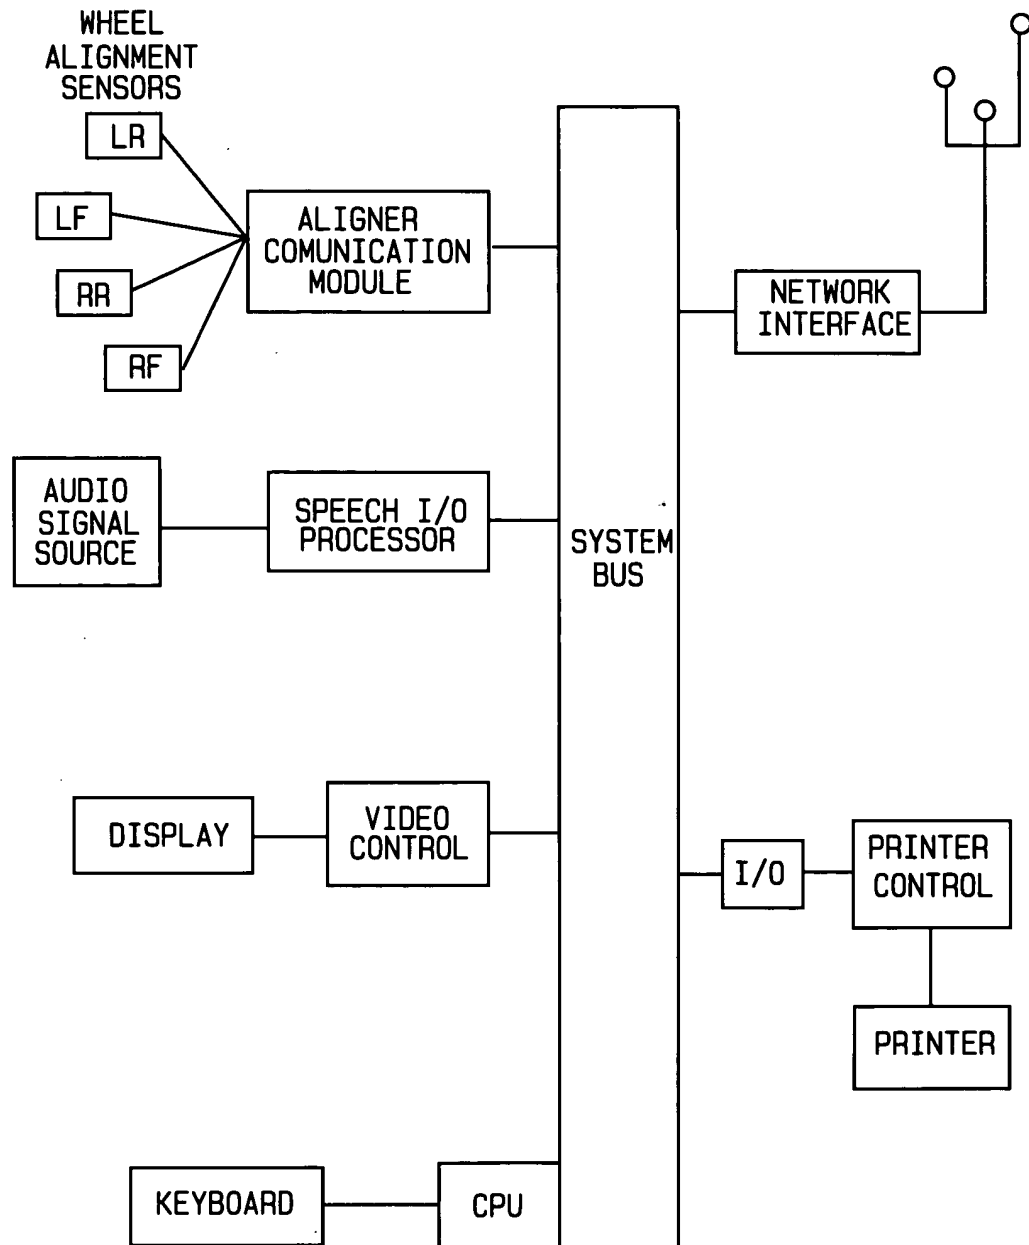 WHEEL
ALIGNMENT
SENSORS
LR
LF
RR
RF
ALIGNER
COMUNICATION
MODULE
NETWORK
INTERFACE
AUDIO
SIGNAL
SOURCE
SPEECH I/O
PROCESSOR
SYSTEM
BUS
DISPLAY
VIDEO
CONTROL
I/O
PRINTER
CONTROL
PRINTER
KEYBOARD
CPU